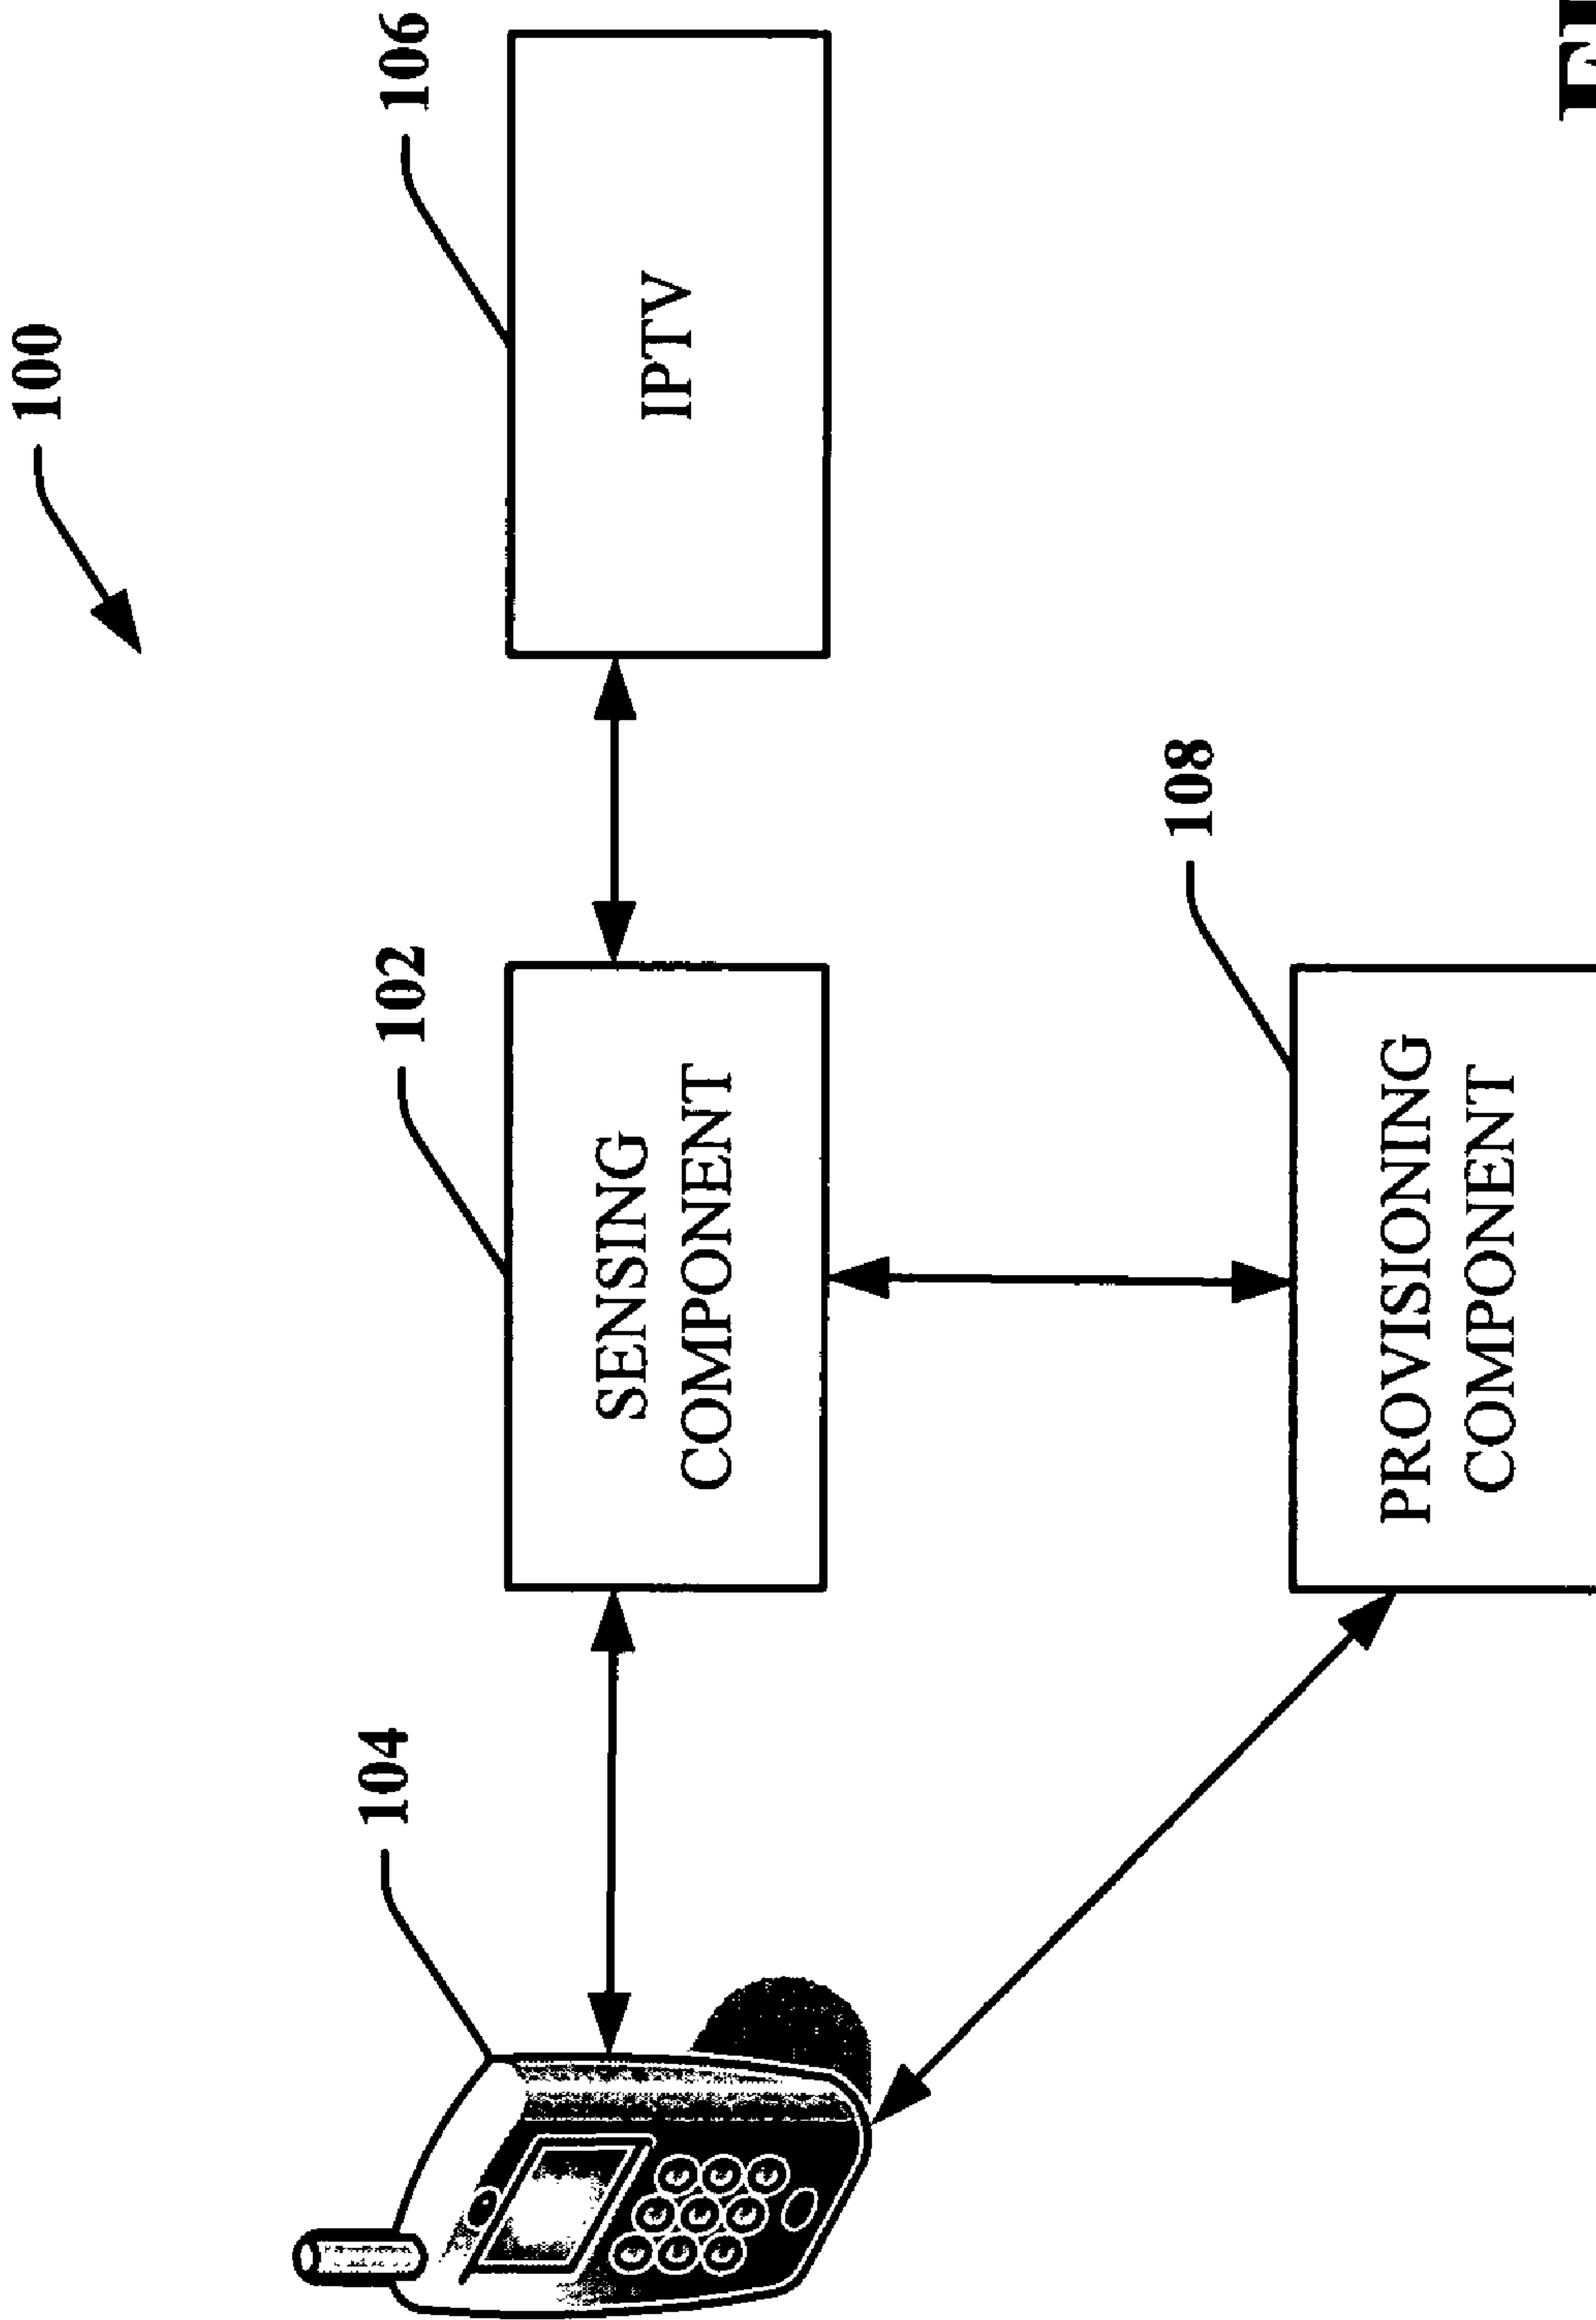 100
104
102
106
SENSING
COMPONENT
IPTV
108
PROVISIONING
COMPONENT